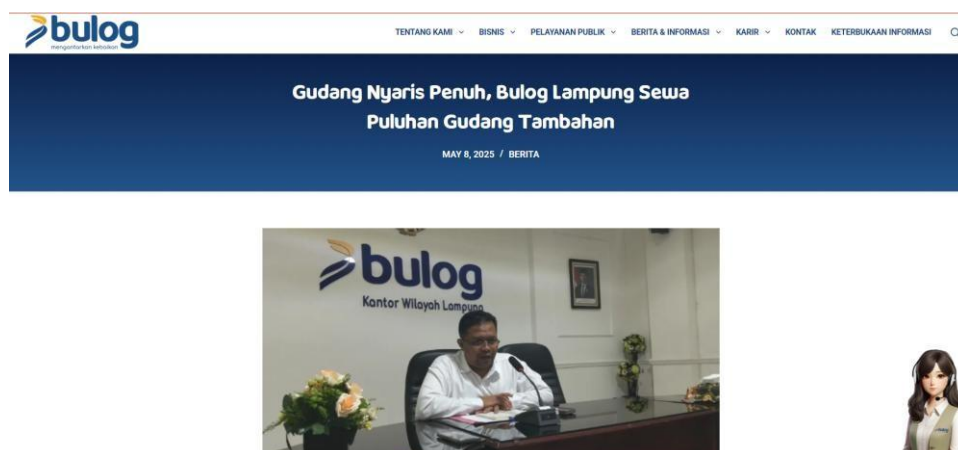 bulog
mengantarkan kebaikan
TENTANG KAMI
BISNIS
PELAYANAN PUBLIK
BERITA & INFORMASI
KARIR
KONTAK
KETERBUKAAN INFORMASI
Gudang Nyaris Penuh, Bulog Lampung Sewa
Puluhan Gudang Tambahan
MAY 8, 2025 / BERITA
bulog
Kantor Wilayah Lampung